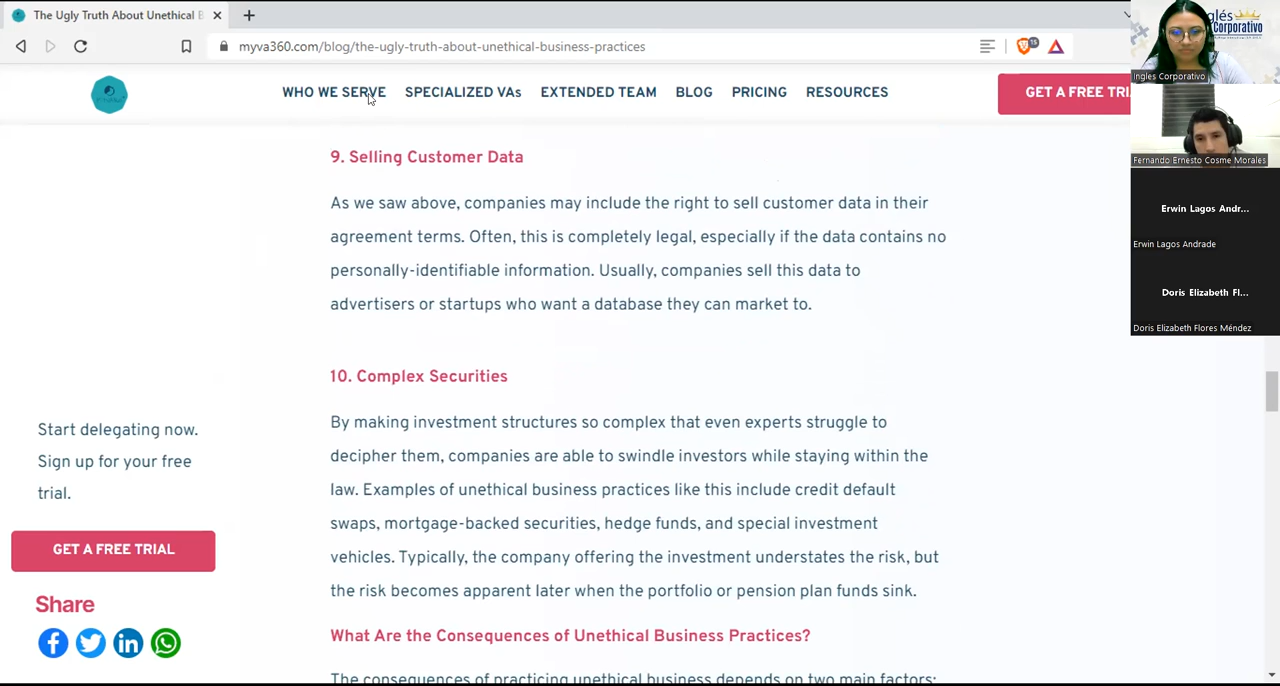 The Ugly Truth About Unethical B
myva360.com/blog/the-ugly-truth-about-unethical-business-practices
15
WHO WE SERVE SPECIALIZED VAs EXTENDED TEAM BLOG PRICING RESOURCES
GET A FREE TRI
9. Selling Customer Data
As we saw above, companies may include the right to sell customer data in their
agreement terms. Often, this is completely legal, especially if the data contains no
personally-identifiable information. Usually, companies sell this data to
advertisers or startups who want a database they can market to.
10. Complex Securities
By making investment structures so complex that even experts struggle to
decipher them, companies are able to swindle investors while staying within the
law. Examples of unethical business practices like this include credit default
swaps, mortgage-backed securities, hedge funds, and special investment
vehicles. Typically, the company offering the investment understates the risk, but
the risk becomes apparent later when the portfolio or pension plan funds sink.
What Are the Consequences of Unethical Business Practices?
The consequences of practicing unethical business depends on two main factors:
Start delegating now.
Sign up for your free
trial.
GET A FREE TRIAL
Share
glés
Corporativo
Ingles Corporativo
Fernando Ernesto Cosme Morales
Erwin Lagos Andr...
Erwin Lagos Andrade
Doris Elizabeth Fl...
Doris Elizabeth Flores Méndez